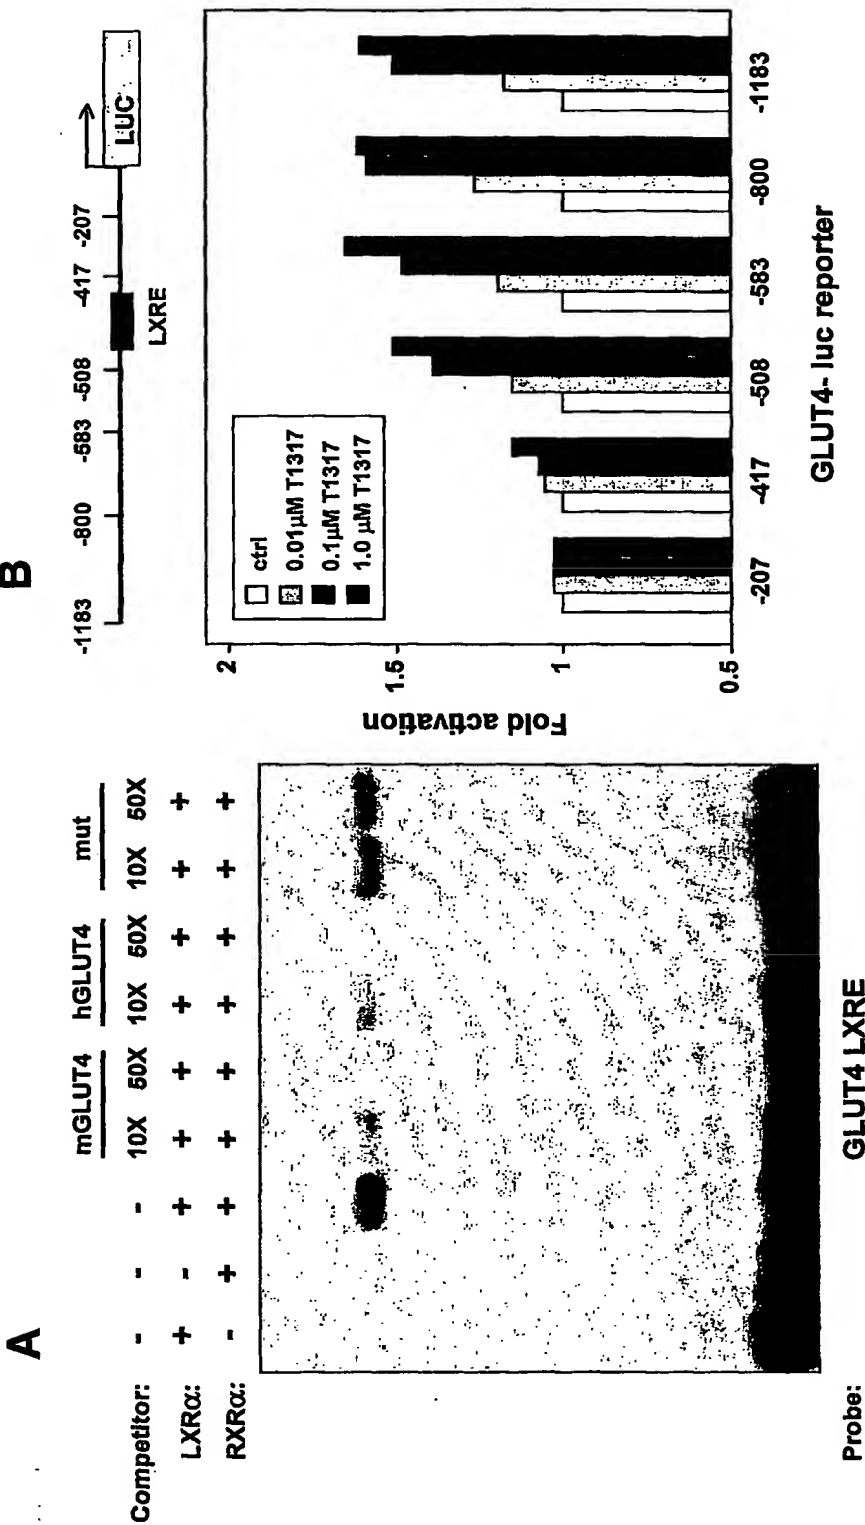 A
mGLUT4 hGLUT4 mut
Competitor: - - - 10X 50X 10X 50X 10X 50X
LXRα: + - + + + + + + +
RXRα: - + + + + + + + +
Probe: GLUT4 LXRE
B
-1183 -800 -583 -508 -417 -207
LUC
LXRE
2
1.5
1
0.5
Fold activation
ctrl
0.01μM T1317
0.1μM T1317
1.0 μM T1317
-207 -417 -508 -583 -800 -1183
GLUT4- luc reporter